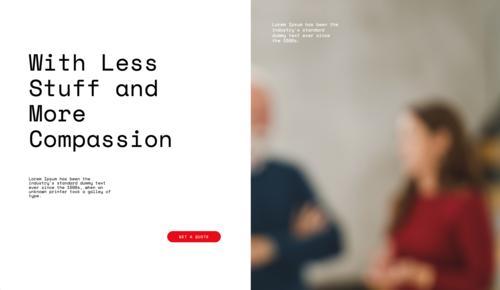 With Less
Stuff and
More
Compassion
Lorem Ipsum has been the
industry's standard dummy text
ever since the 1500s, when an
unknown printer took a galley of
type.
GET A QUOTE
Lorem Ipsum has been the
industry's standard
dummy text ever since
the 1500s.